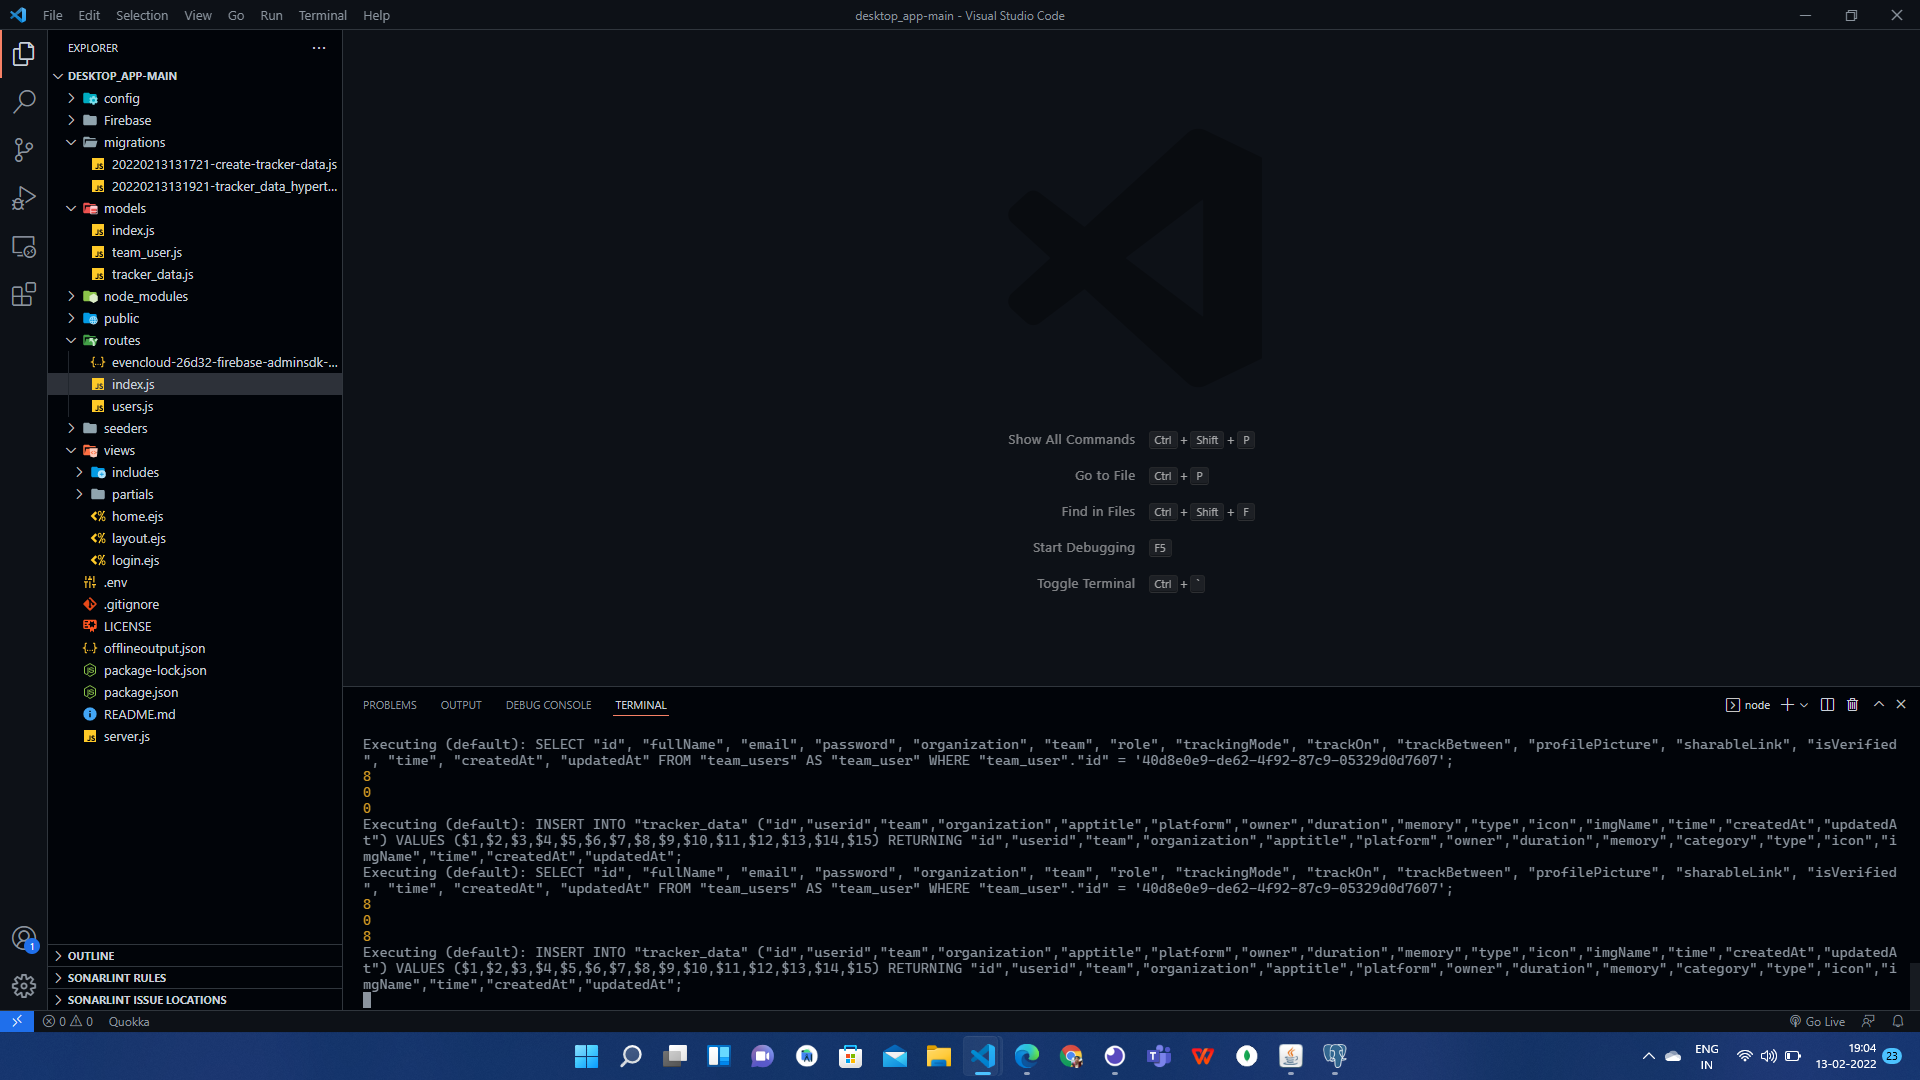 File Edit Selection View Go Run Terminal Help
desktop_app-main - Visual Studio Code
EXPLORER
DESKTOP_APP-MAIN
config
Firebase
migrations
20220213131721-create-tracker-data.js
20220213131921-tracker_data_hypert...
models
index.js
team_user.js
tracker_data.js
node_modules
public
routes
evencloud-26d32-firebase-adminsdk-...
index.js
users.js
seeders
views
includes
partials
home.ejs
layout.ejs
login.ejs
.env
.gitignore
LICENSE
offlineoutput.json
package-lock.json
package.json
README.md
server.js
OUTLINE
SONARLINT RULES
SONARLINT ISSUE LOCATIONS
Show All Commands Ctrl + Shift + P
Go to File Ctrl + P
Find in Files Ctrl + Shift + F
Start Debugging F5
Toggle Terminal Ctrl + `
PROBLEMS OUTPUT DEBUG CONSOLE TERMINAL
node
Executing (default): SELECT "id", "fullName", "email", "password", "organization", "team", "role", "trackingMode", "trackOn", "trackBetween", "profilePicture", "sharableLink", "isVerified
", "time", "createdAt", "updatedAt" FROM "team_users" AS "team_user" WHERE "team_user"."id" = '40d8e0e9-de62-4f92-87c9-05329d0d7607';
8
0
0
Executing (default): INSERT INTO "tracker_data" ("id","userid","team","organization","apptitle","platform","owner","duration","memory","type","icon","imgName","time","createdAt","updatedA
t") VALUES ($1,$2,$3,$4,$5,$6,$7,$8,$9,$10,$11,$12,$13,$14,$15) RETURNING "id","userid","team","organization","apptitle","platform","owner","duration","memory","category","type","icon","i
mgName","time","createdAt","updatedAt";
Executing (default): SELECT "id", "fullName", "email", "password", "organization", "team", "role", "trackingMode", "trackOn", "trackBetween", "profilePicture", "sharableLink", "isVerified
", "time", "createdAt", "updatedAt" FROM "team_users" AS "team_user" WHERE "team_user"."id" = '40d8e0e9-de62-4f92-87c9-05329d0d7607';
8
0
8
Executing (default): INSERT INTO "tracker_data" ("id","userid","team","organization","apptitle","platform","owner","duration","memory","type","icon","imgName","time","createdAt","updatedA
t") VALUES ($1,$2,$3,$4,$5,$6,$7,$8,$9,$10,$11,$12,$13,$14,$15) RETURNING "id","userid","team","organization","apptitle","platform","owner","duration","memory","category","type","icon","i
mgName","time","createdAt","updatedAt";
1
0 0 Quokka
Go Live
ENG
IN
19:04
13-02-2022
23